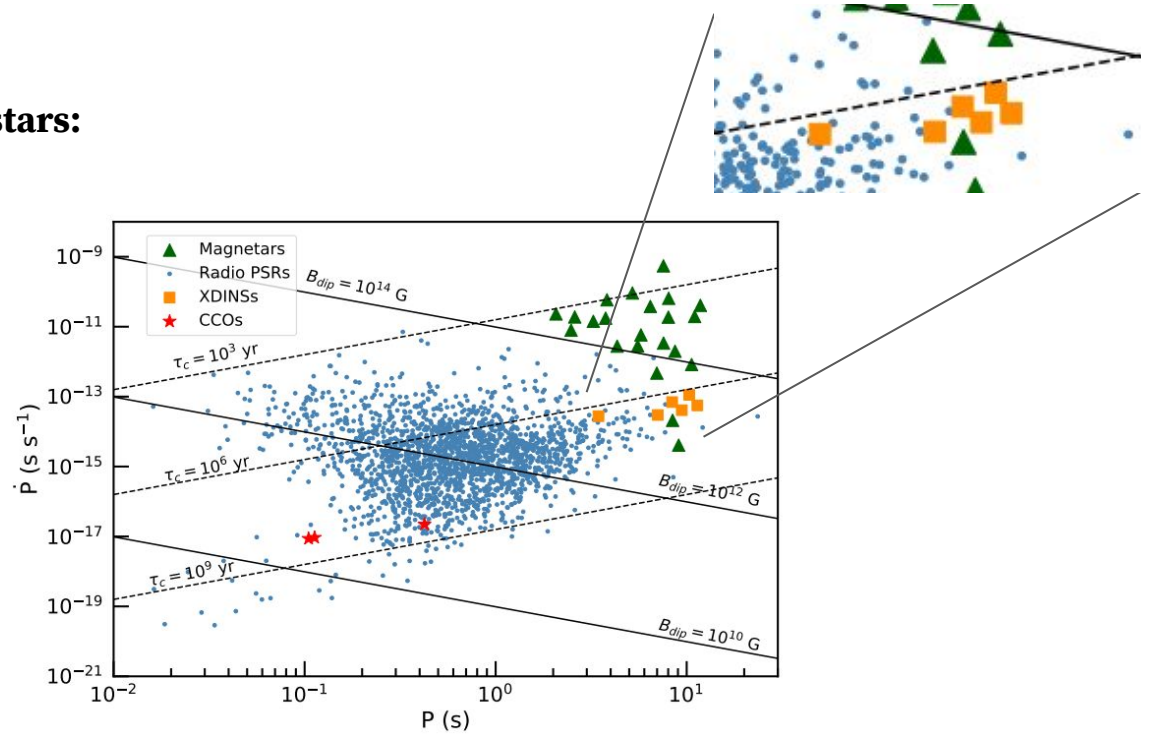 stars:
Magnetars
Radio PSRs
XDINSs
CCOs
B_dip = 10^14 G
τ_c = 10^3 yr
τ_c = 10^6 yr
B_dip = 10^12 G
τ_c = 10^9 yr
B_dip = 10^10 G
10^−9
10^−11
10^−13
10^−15
10^−17
10^−19
10^−21
Ṗ (s s^−1)
10^−2 10^−1 10^0 10^1
P (s)